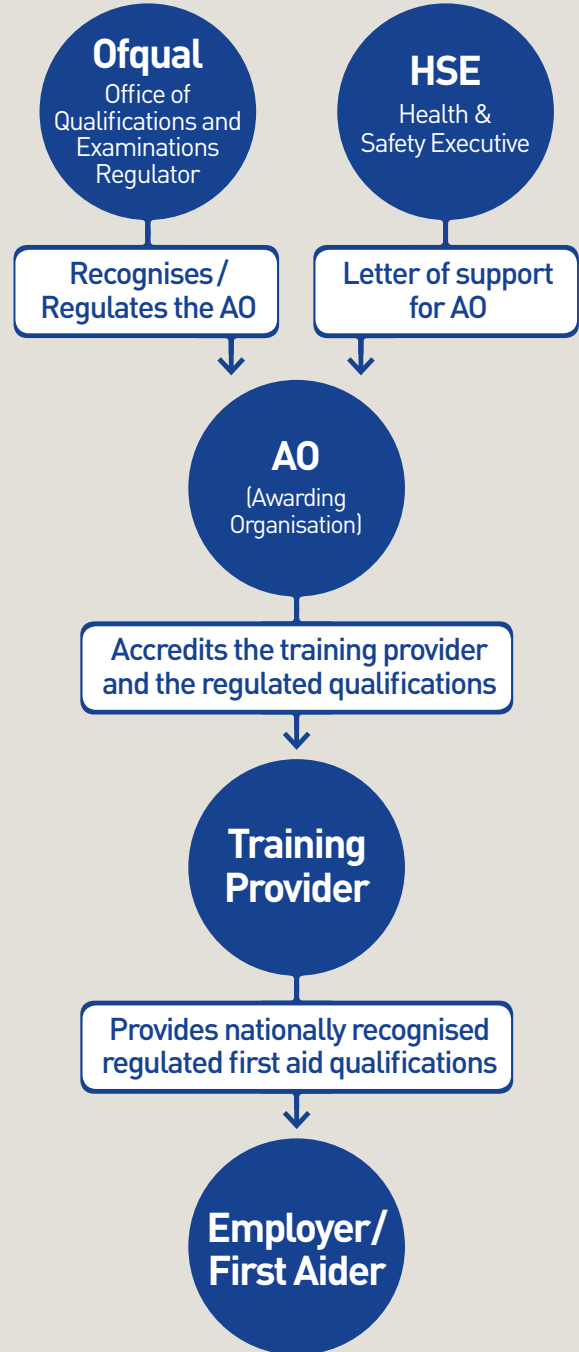 Ofqual
Office of
Qualifications and
Examinations
Regulator
HSE
Health &
Safety Executive
Recognises/
Regulates the AO
Letter of support
for AO
AO
(Awarding
Organisation)
Accredits the training provider
and the regulated qualifications
Training
Provider
Provides nationally recognised
regulated first aid qualifications
Employer/
First Aider